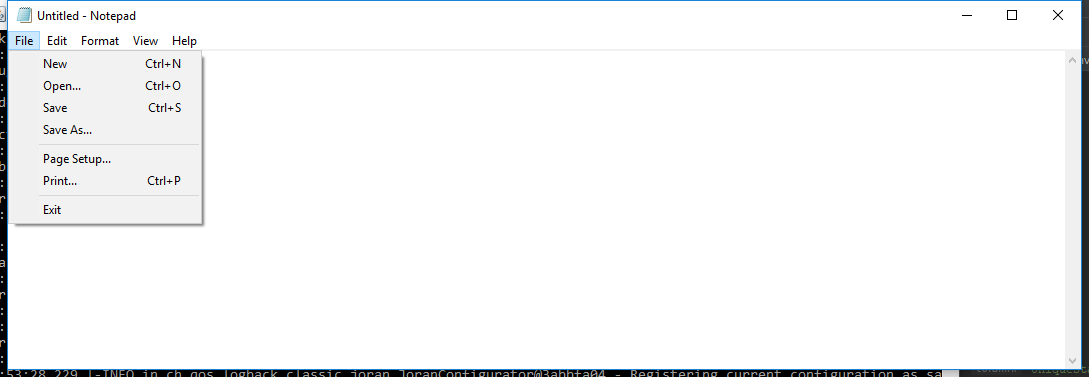 Untitled - Notepad
File Edit Format View Help
New Ctrl+N
Open... Ctrl+O
Save Ctrl+S
Save As...
Page Setup...
Print... Ctrl+P
Exit
:53:28,229 |-INFO in ch.qos.logback.classic.joran.JoranConfigurator@3abbfa04 - Registering current configuration as sa